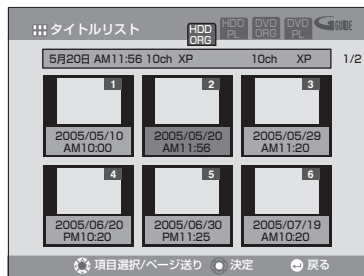 タイトルリスト
HDD ORG
HDD PL
DVD ORG
DVD PL
GGUIDE
5月20日 AM11:56 10ch XP 10ch XP 1/2
1
2005/05/10
AM10:00
2
2005/05/20
AM11:56
3
2005/05/29
AM11:20
4
2005/06/20
PM10:20
5
2005/06/30
PM11:25
6
2005/07/19
AM10:20
項目選択/ページ送り 決定 戻る